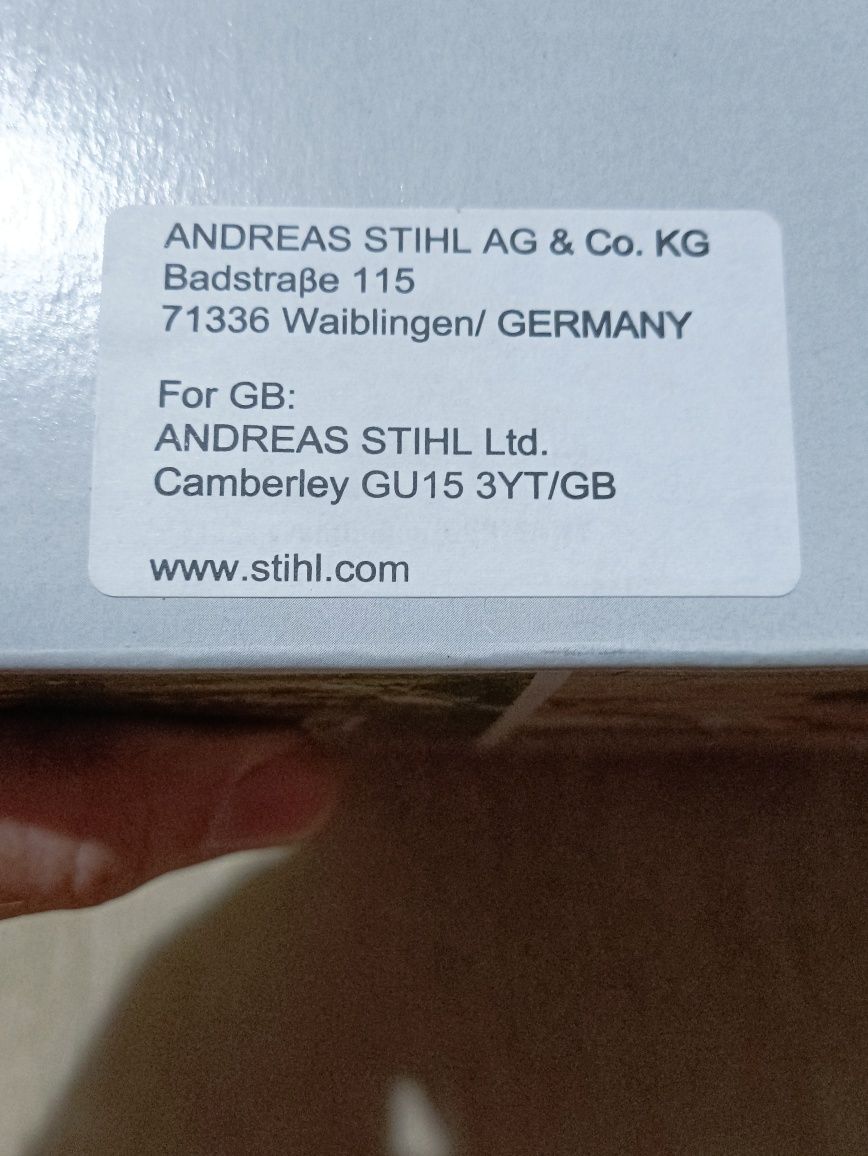 ANDREAS STIHL AG & Co. KG
Badstraβe 115
71336 Waiblingen/ GERMANY
For GB:
ANDREAS STIHL Ltd.
Camberley GU15 3YT/GB
www.stihl.com